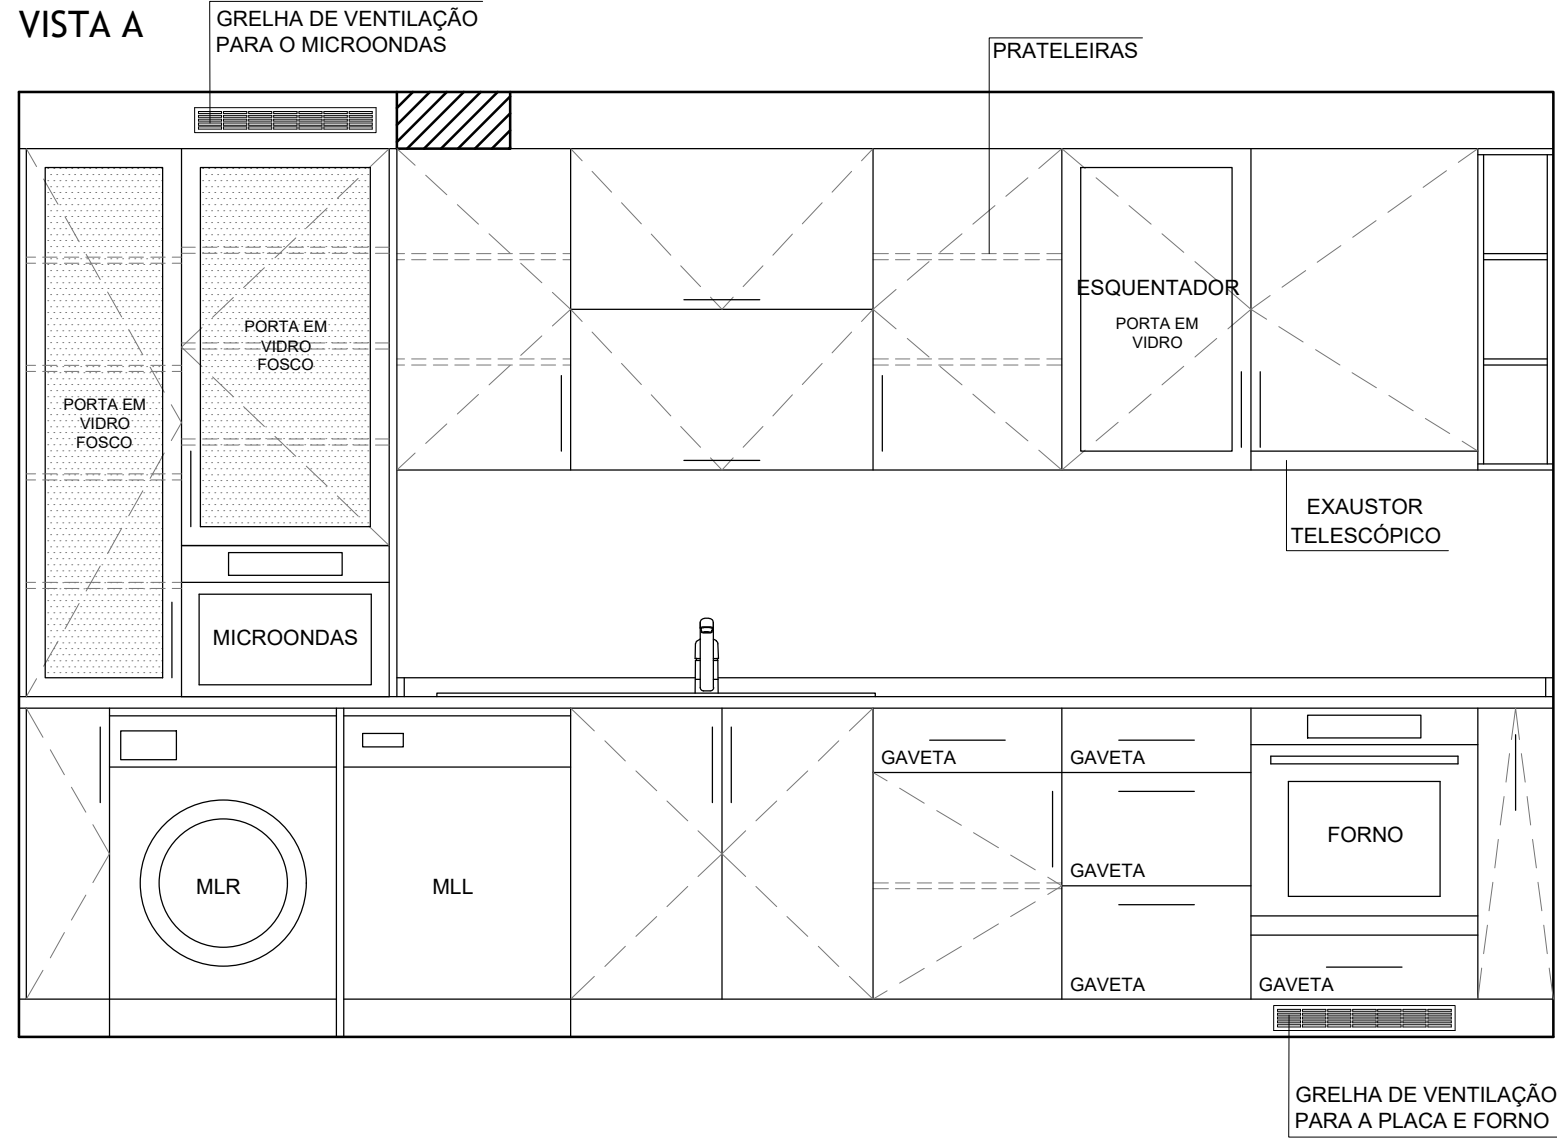 VISTA A
GRELHA DE VENTILAÇÃO
PARA O MICROONDAS
PRATELEIRAS
ESQUENTADOR
PORTA EM
VIDRO
PORTA EM
VIDRO
FOSCO
PORTA EM
VIDRO
FOSCO
EXAUSTOR
TELESCÓPICO
MICROONDAS
GAVETA
GAVETA
FORNO
MLR
MLL
GAVETA
GAVETA
GAVETA
GRELHA DE VENTILAÇÃO
PARA A PLACA E FORNO